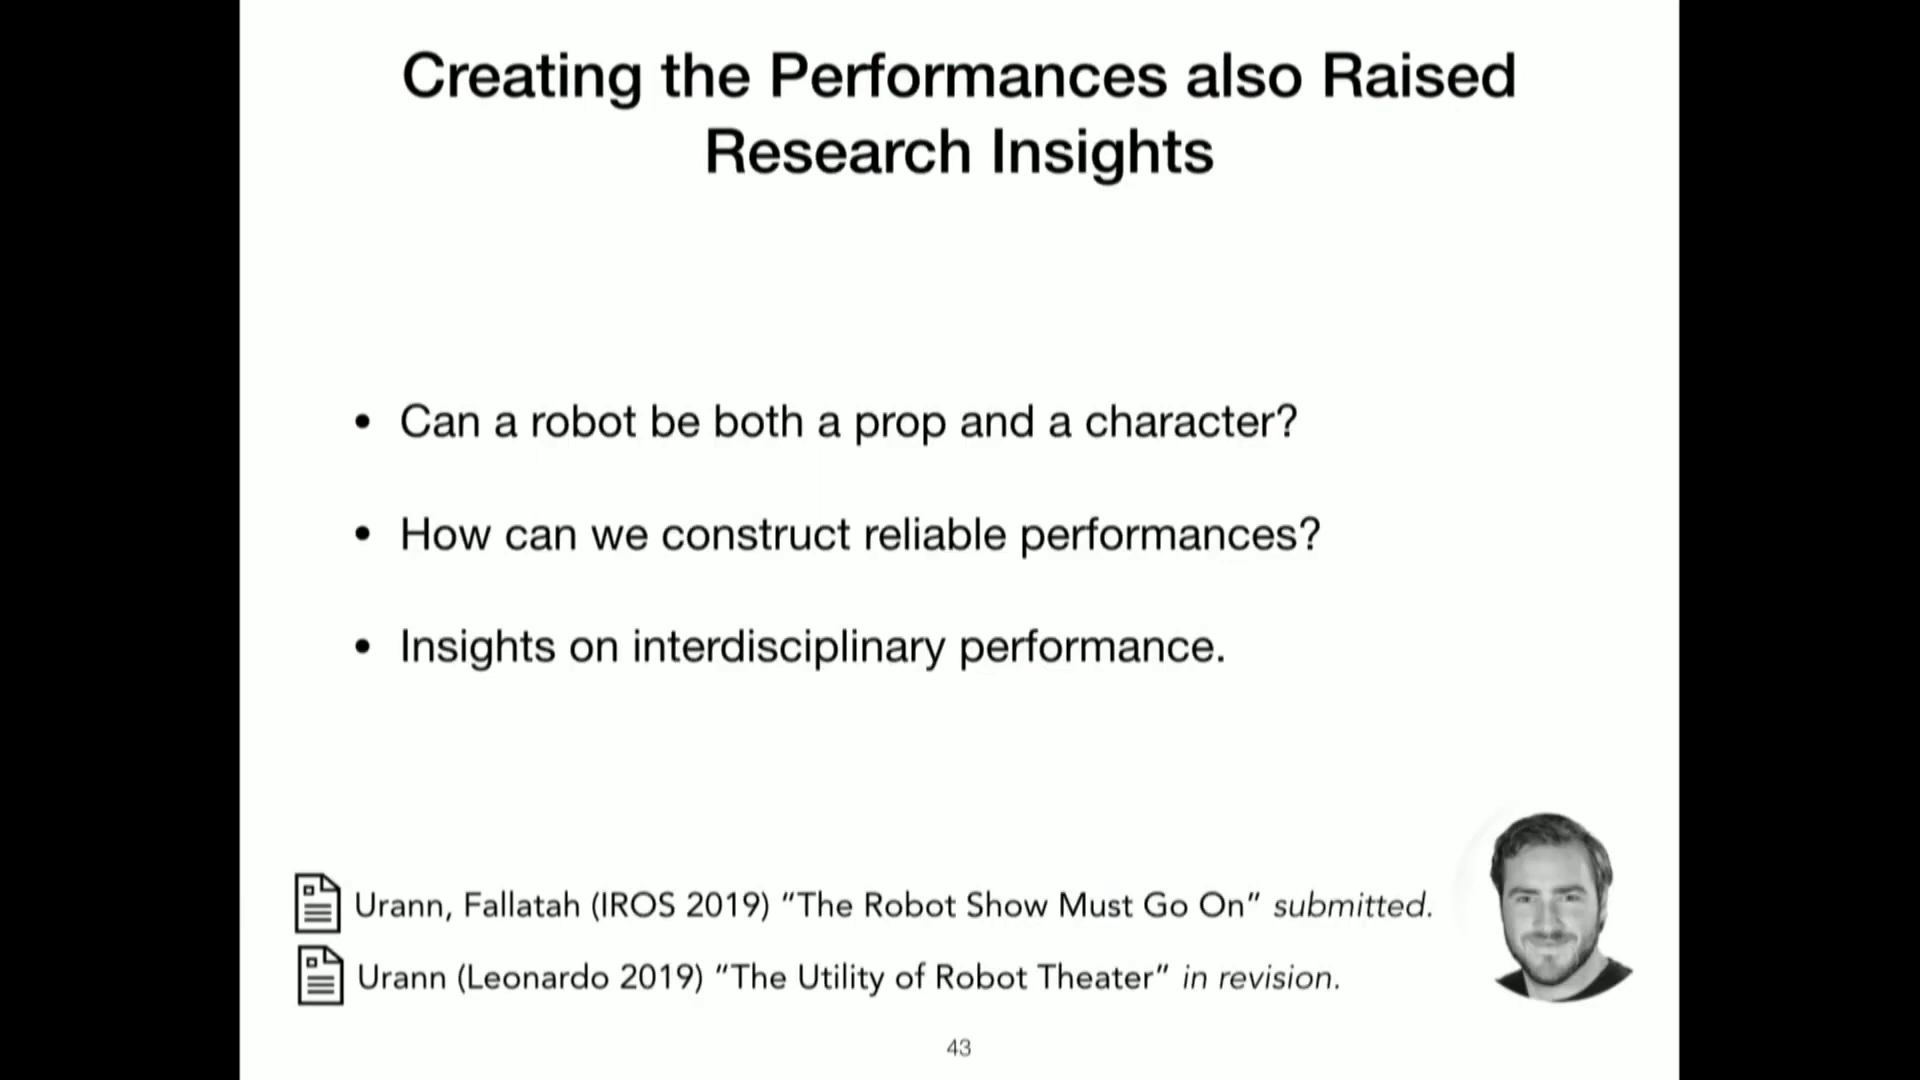 Creating the Performances also Raised
Research Insights
• Can a robot be both a prop and a character?
• How can we construct reliable performances?
• Insights on interdisciplinary performance.
Urann, Fallatah (IROS 2019) “The Robot Show Must Go On” submitted.
Urann (Leonardo 2019) “The Utility of Robot Theater” in revision.
43